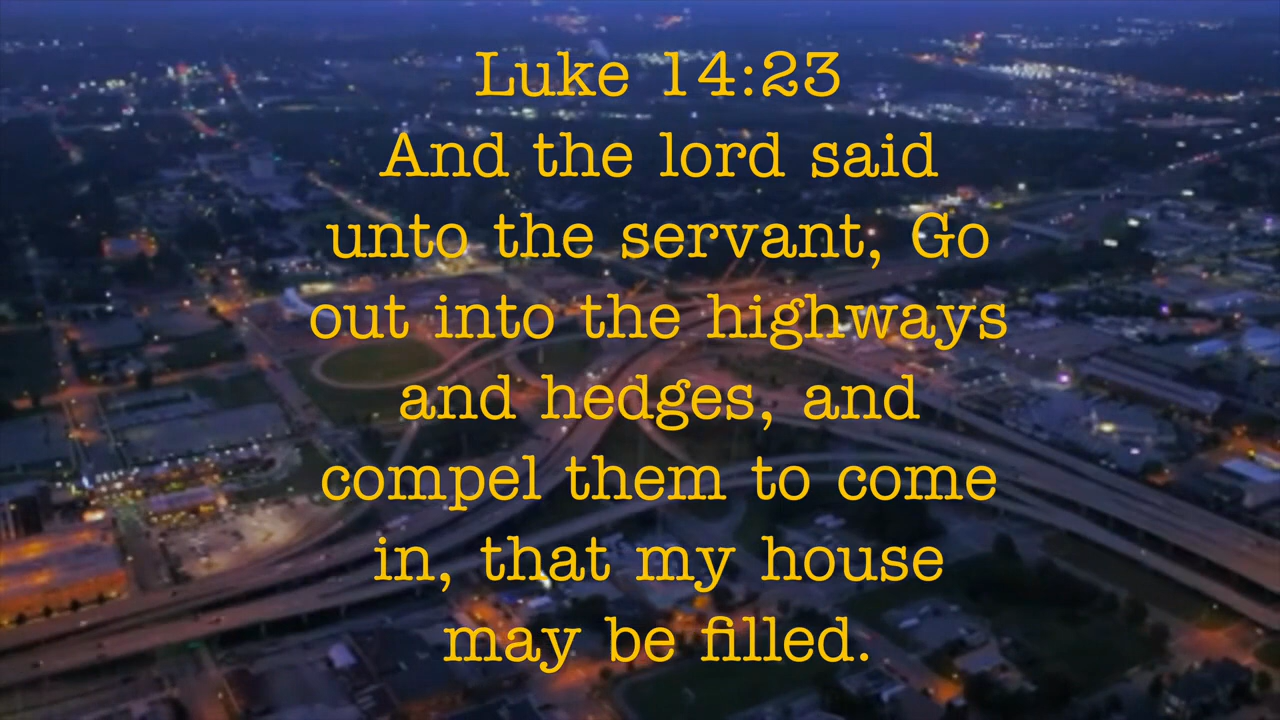 Luke 14:23
And the lord said
unto the servant, Go
out into the highways
and hedges, and
compel them to come
in, that my house
may be filled.